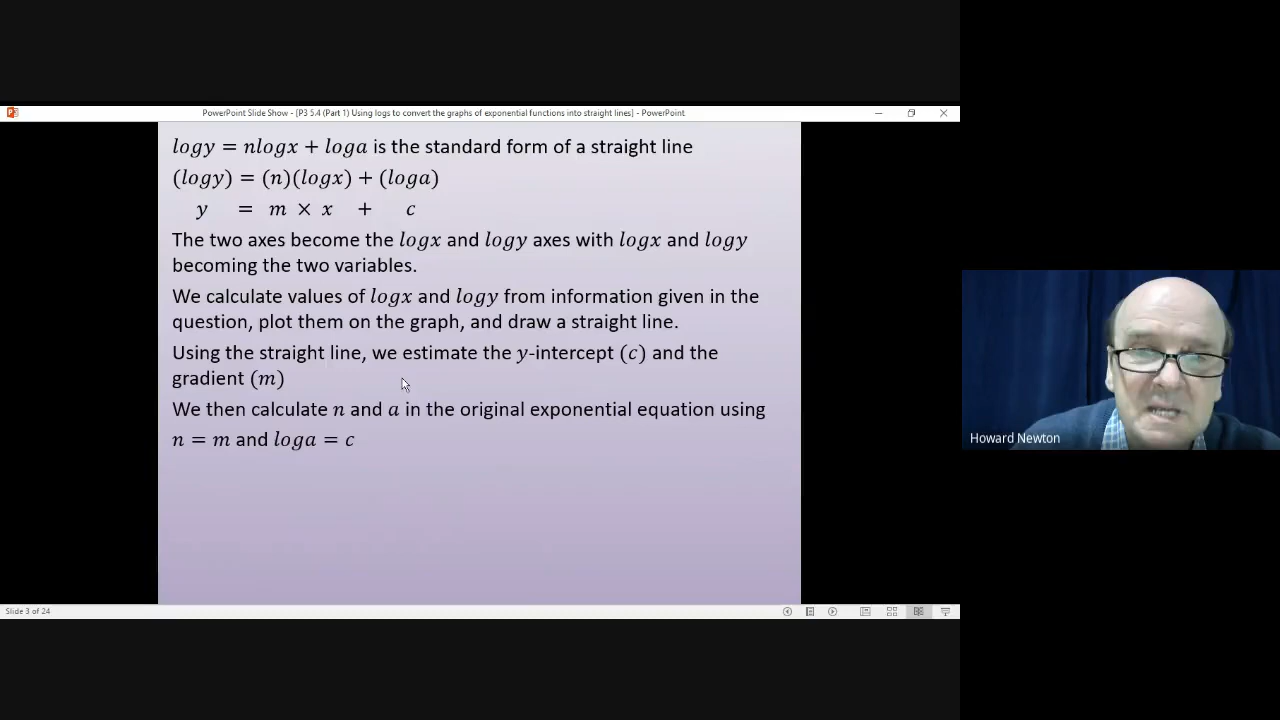 PowerPoint Slide Show - [P3 5.4 (Part 1) Using logs to convert the graphs of exponential functions into straight lines] - PowerPoint
logy = nlogx + loga is the standard form of a straight line
(logy) = (n)(logx) + (loga)
y = m × x + c
The two axes become the logx and logy axes with logx and logy
becoming the two variables.
We calculate values of logx and logy from information given in the
question, plot them on the graph, and draw a straight line.
Using the straight line, we estimate the y-intercept (c) and the
gradient (m)
We then calculate n and a in the original exponential equation using
n = m and loga = c
Howard Newton
Slide 3 of 24